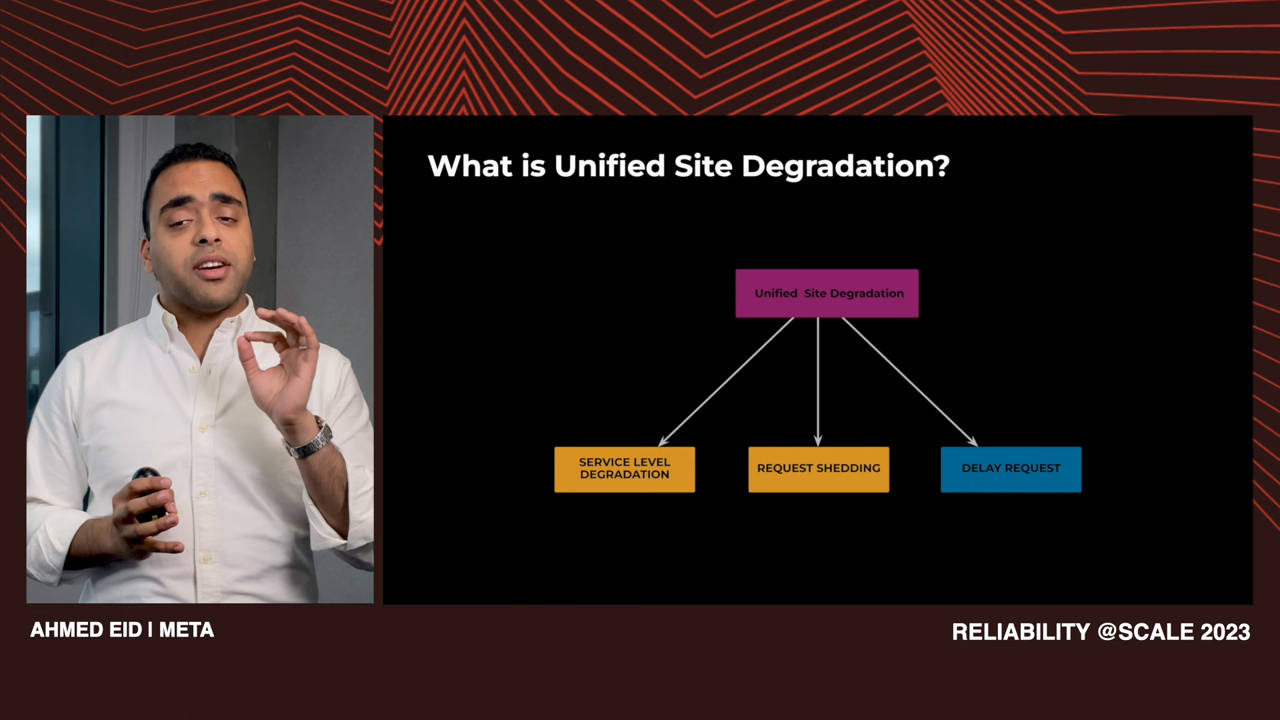 What is Unified Site Degradation?
Unified Site Degradation
SERVICE LEVEL
DEGRADATION
REQUEST SHEDDING
DELAY REQUEST
AHMED EID | META
RELIABILITY @SCALE 2023